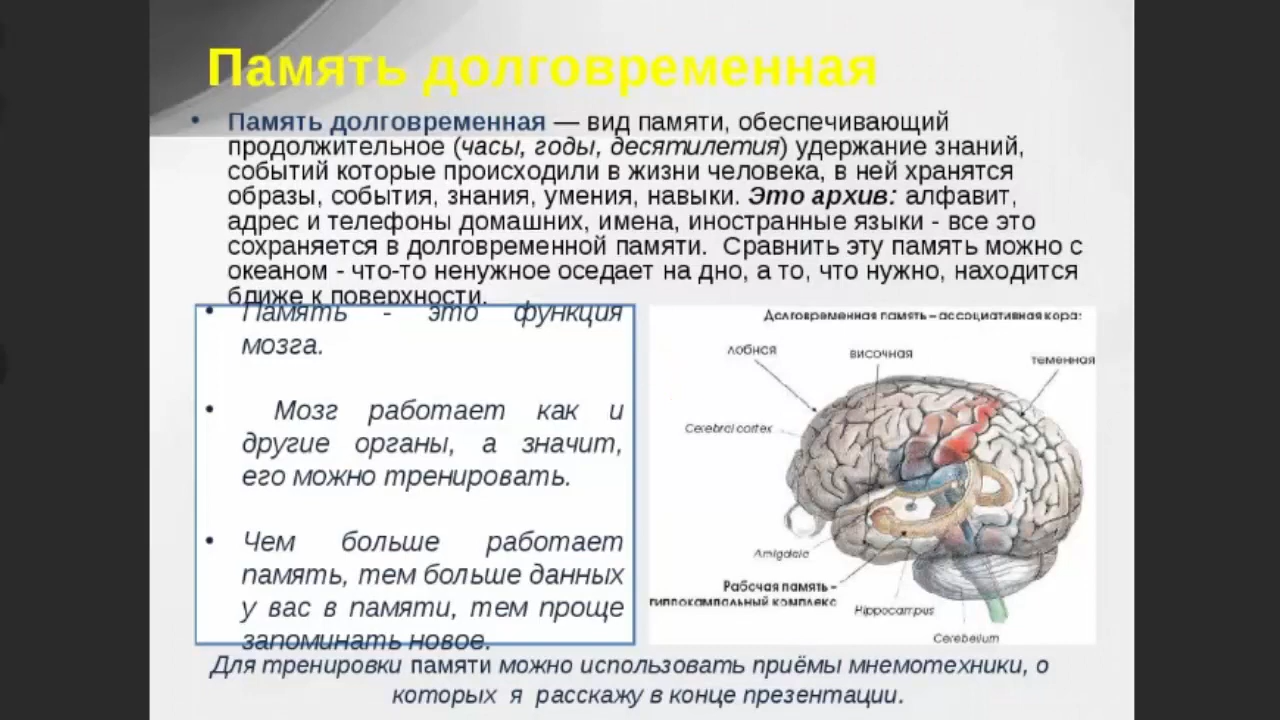 Память долговременная
• Память долговременная — вид памяти, обеспечивающий
продолжительное (часы, годы, десятилетия) удержание знаний,
событий которые происходили в жизни человека, в ней хранятся
образы, события, знания, умения, навыки. Это архив: алфавит,
адрес и телефоны домашних, имена, иностранные языки - все это
сохраняется в долговременной памяти. Сравнить эту память можно с
океаном - что-то ненужное оседает на дно, а то, что нужно, находится
ближе к поверхности.
• Память - это функция
мозга.
• Мозг работает как и
другие органы, а значит,
его можно тренировать.
• Чем больше работает
память, тем больше данных
у вас в памяти, тем проще
запоминать новое.
Долговременная память – ассоциативная кора:
лобная
височная
теменная
Cerebral cortex
Amigdala
Рабочая память –
гиппокампальный комплекс
Hippocampus
Cerebellum
Для тренировки памяти можно использовать приёмы мнемотехники, о
которых я расскажу в конце презентации.